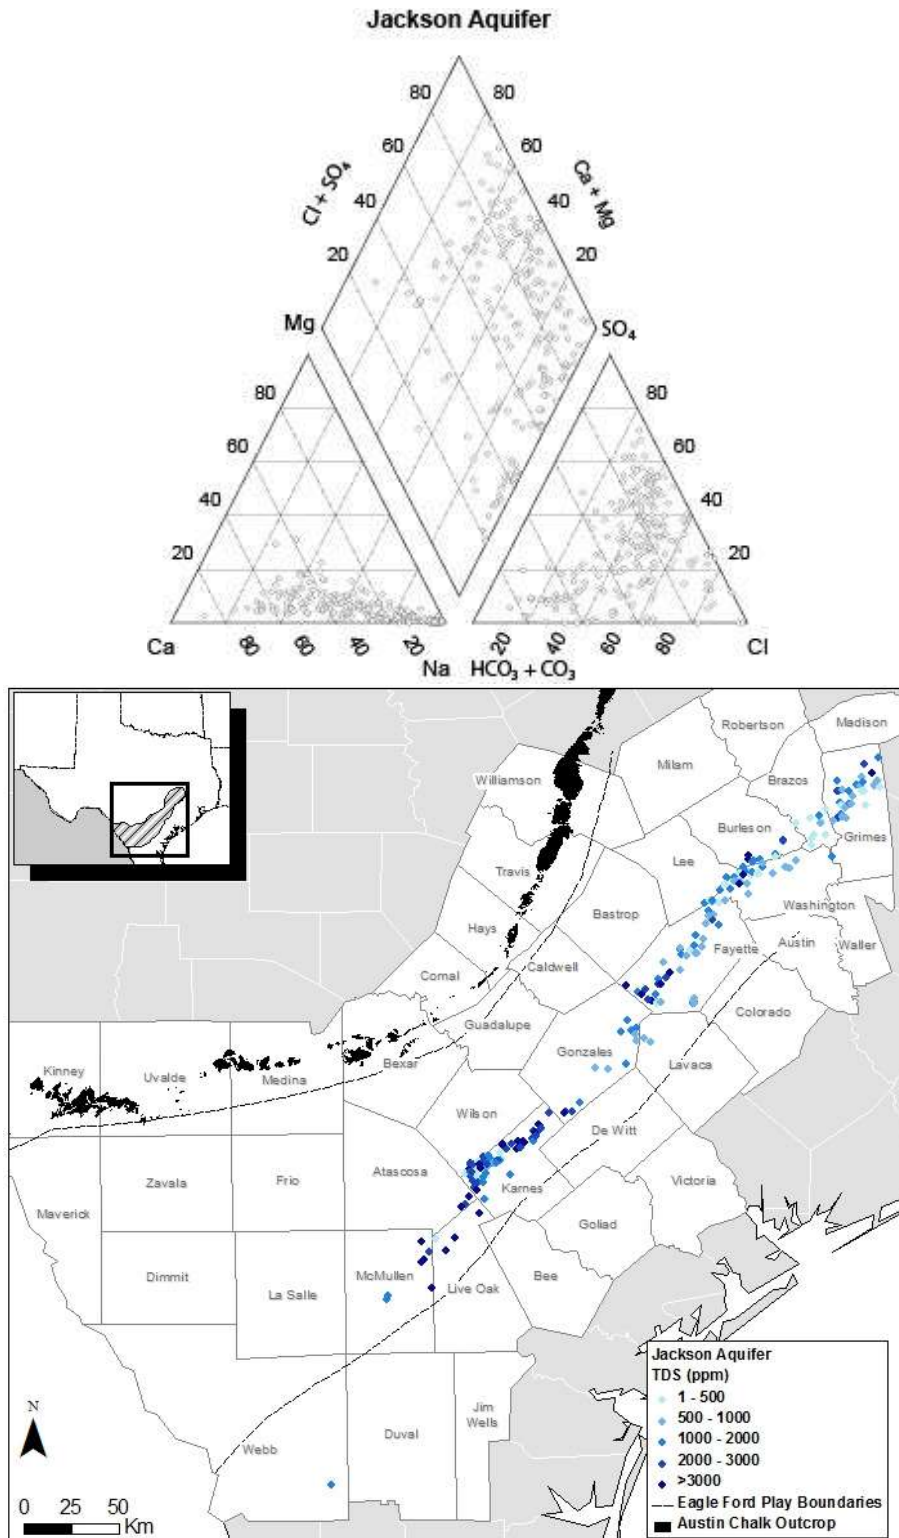 Jackson Aquifer
80 80
60 60
Cl + SO₄ Ca + Mg
40 40
20 20
Mg SO₄
80 80
60 60
40 40
20 20
Ca 80 60 40 20 Na HCO₃ + CO₃ 20 40 60 80 Cl
Robertson
Madison
Milam
Williamson
Brazos
Burleson
Grimes
Lee
Travis
Washington
Bastrop
Hays
Fayette
Austin
Waller
Caldwell
Comal
Colorado
Guadalupe
Gonzales
Lavaca
Bexar
Kinney
Uvalde
Medina
Wilson
De Witt
Atascosa
Zavala
Frio
Karnes
Victoria
Maverick
Goliad
Dimmit
McMullen
Bee
La Salle
Live Oak
Jim
Wells
Duval
Webb
N
0 25 50
Km
Jackson Aquifer
TDS (ppm)
1 - 500
500 - 1000
1000 - 2000
2000 - 3000
>3000
Eagle Ford Play Boundaries
Austin Chalk Outcrop